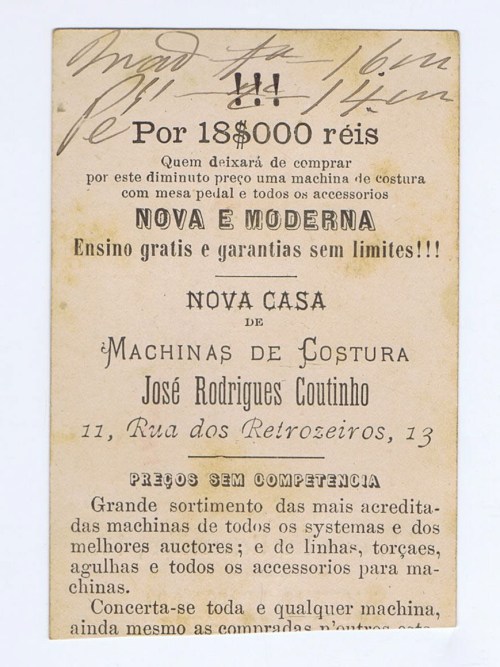 16 m
!!!
Pé 14 m
Por 18$000 réis
Quem deixará de comprar
por este diminuto preço uma machina de costura
com mesa pedal e todos os accessorios
NOVA E MODERNA
Ensino gratis e garantias sem limites!!!
NOVA CASA
DE
MACHINAS DE COSTURA
José Rodrigues Coutinho
11, Rua dos Retrozeiros, 13
PREÇOS SEM COMPETENCIA
Grande sortimento das mais acredita-
das machinas de todos os systemas e dos
melhores auctores; e de linhas, torçaes,
agulhas e todos os accessorios para ma-
chinas.
Concerta-se toda e qualquer machina,
ainda mesmo as compradas n'outros